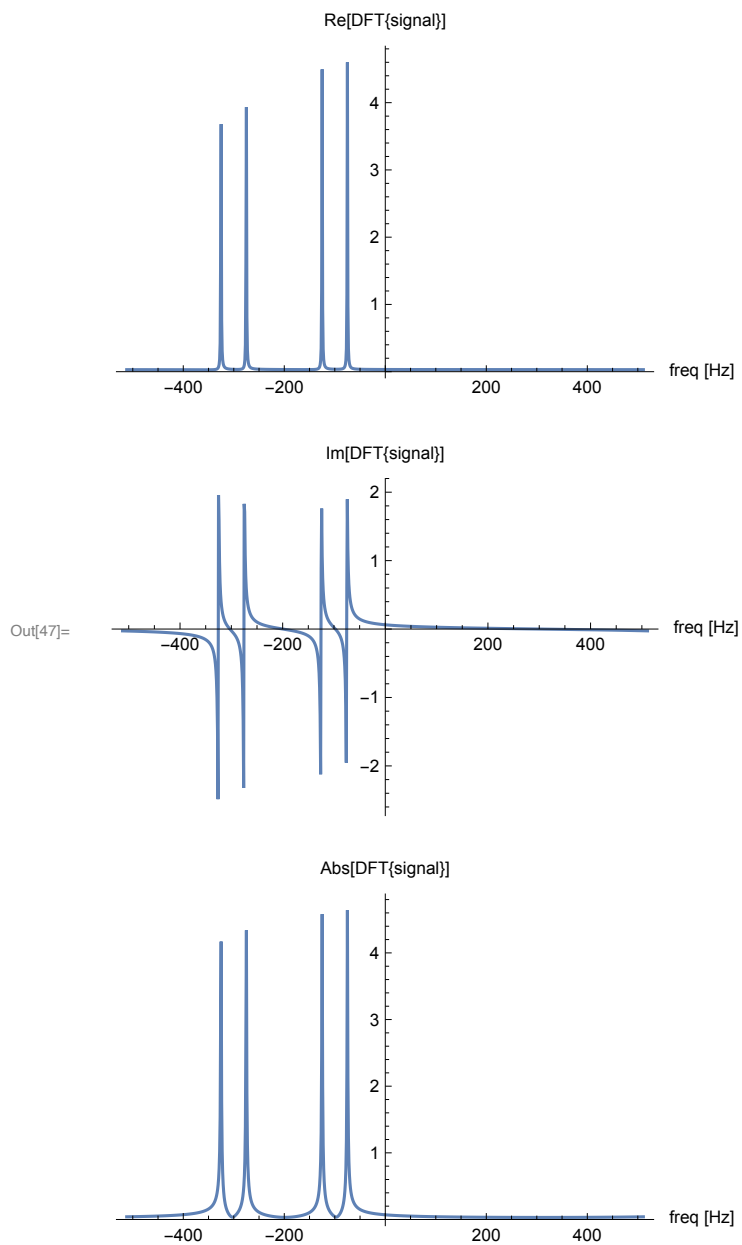 Re[DFT{signal}]
4
3
2
1
freq [Hz]
−400 −200 200 400
Im[DFT{signal}]
2
1
Out[47]=
freq [Hz]
−400 −200 200 400
−1
−2
Abs[DFT{signal}]
4
3
2
1
freq [Hz]
−400 −200 200 400